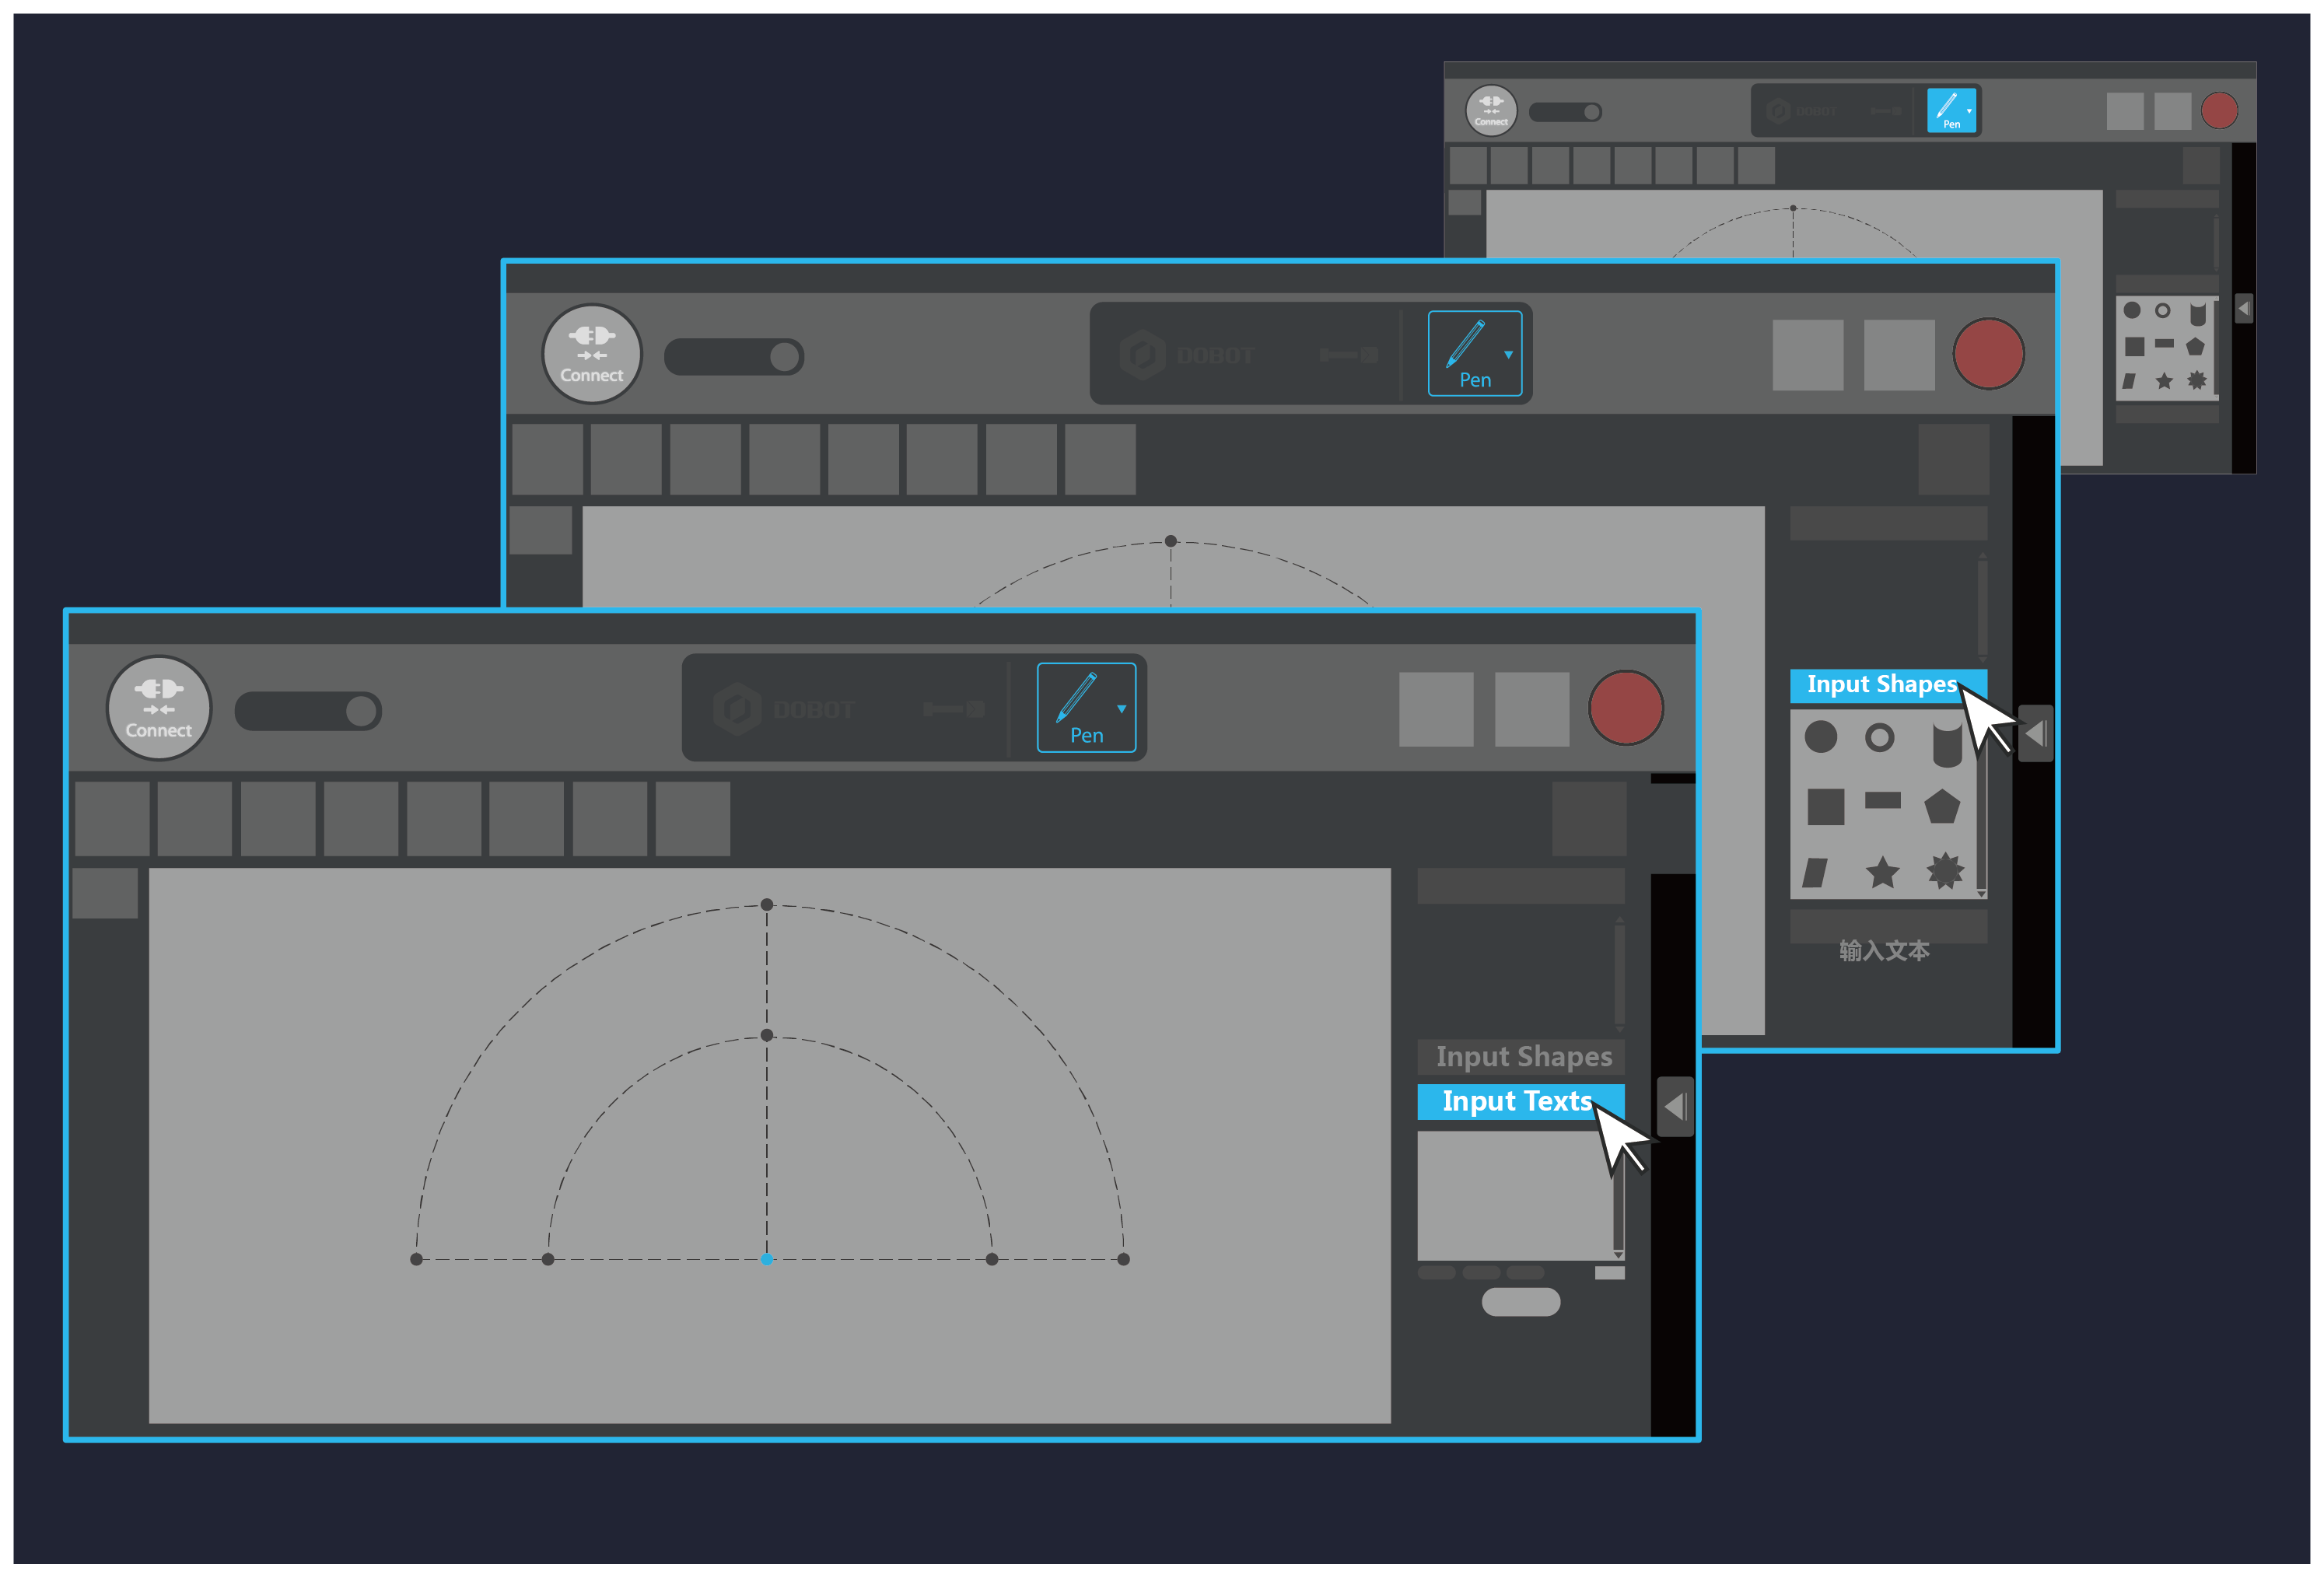 Connect
DOBOT
Pen
Connect
DOBOT
Pen
Input Shapes
输入文本
Connect
DOBOT
Pen
Input Shapes
Input Texts